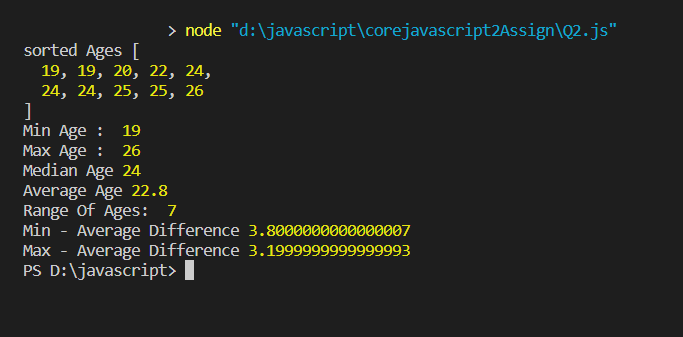 > node "d:\javascript\corejavascript2Assign\Q2.js"
sorted Ages [
  19, 19, 20, 22, 24,
  24, 24, 25, 25, 26
]
Min Age :  19
Max Age :  26
Median Age 24
Average Age 22.8
Range Of Ages:  7
Min - Average Difference 3.8000000000000007
Max - Average Difference 3.1999999999999993
PS D:\javascript>